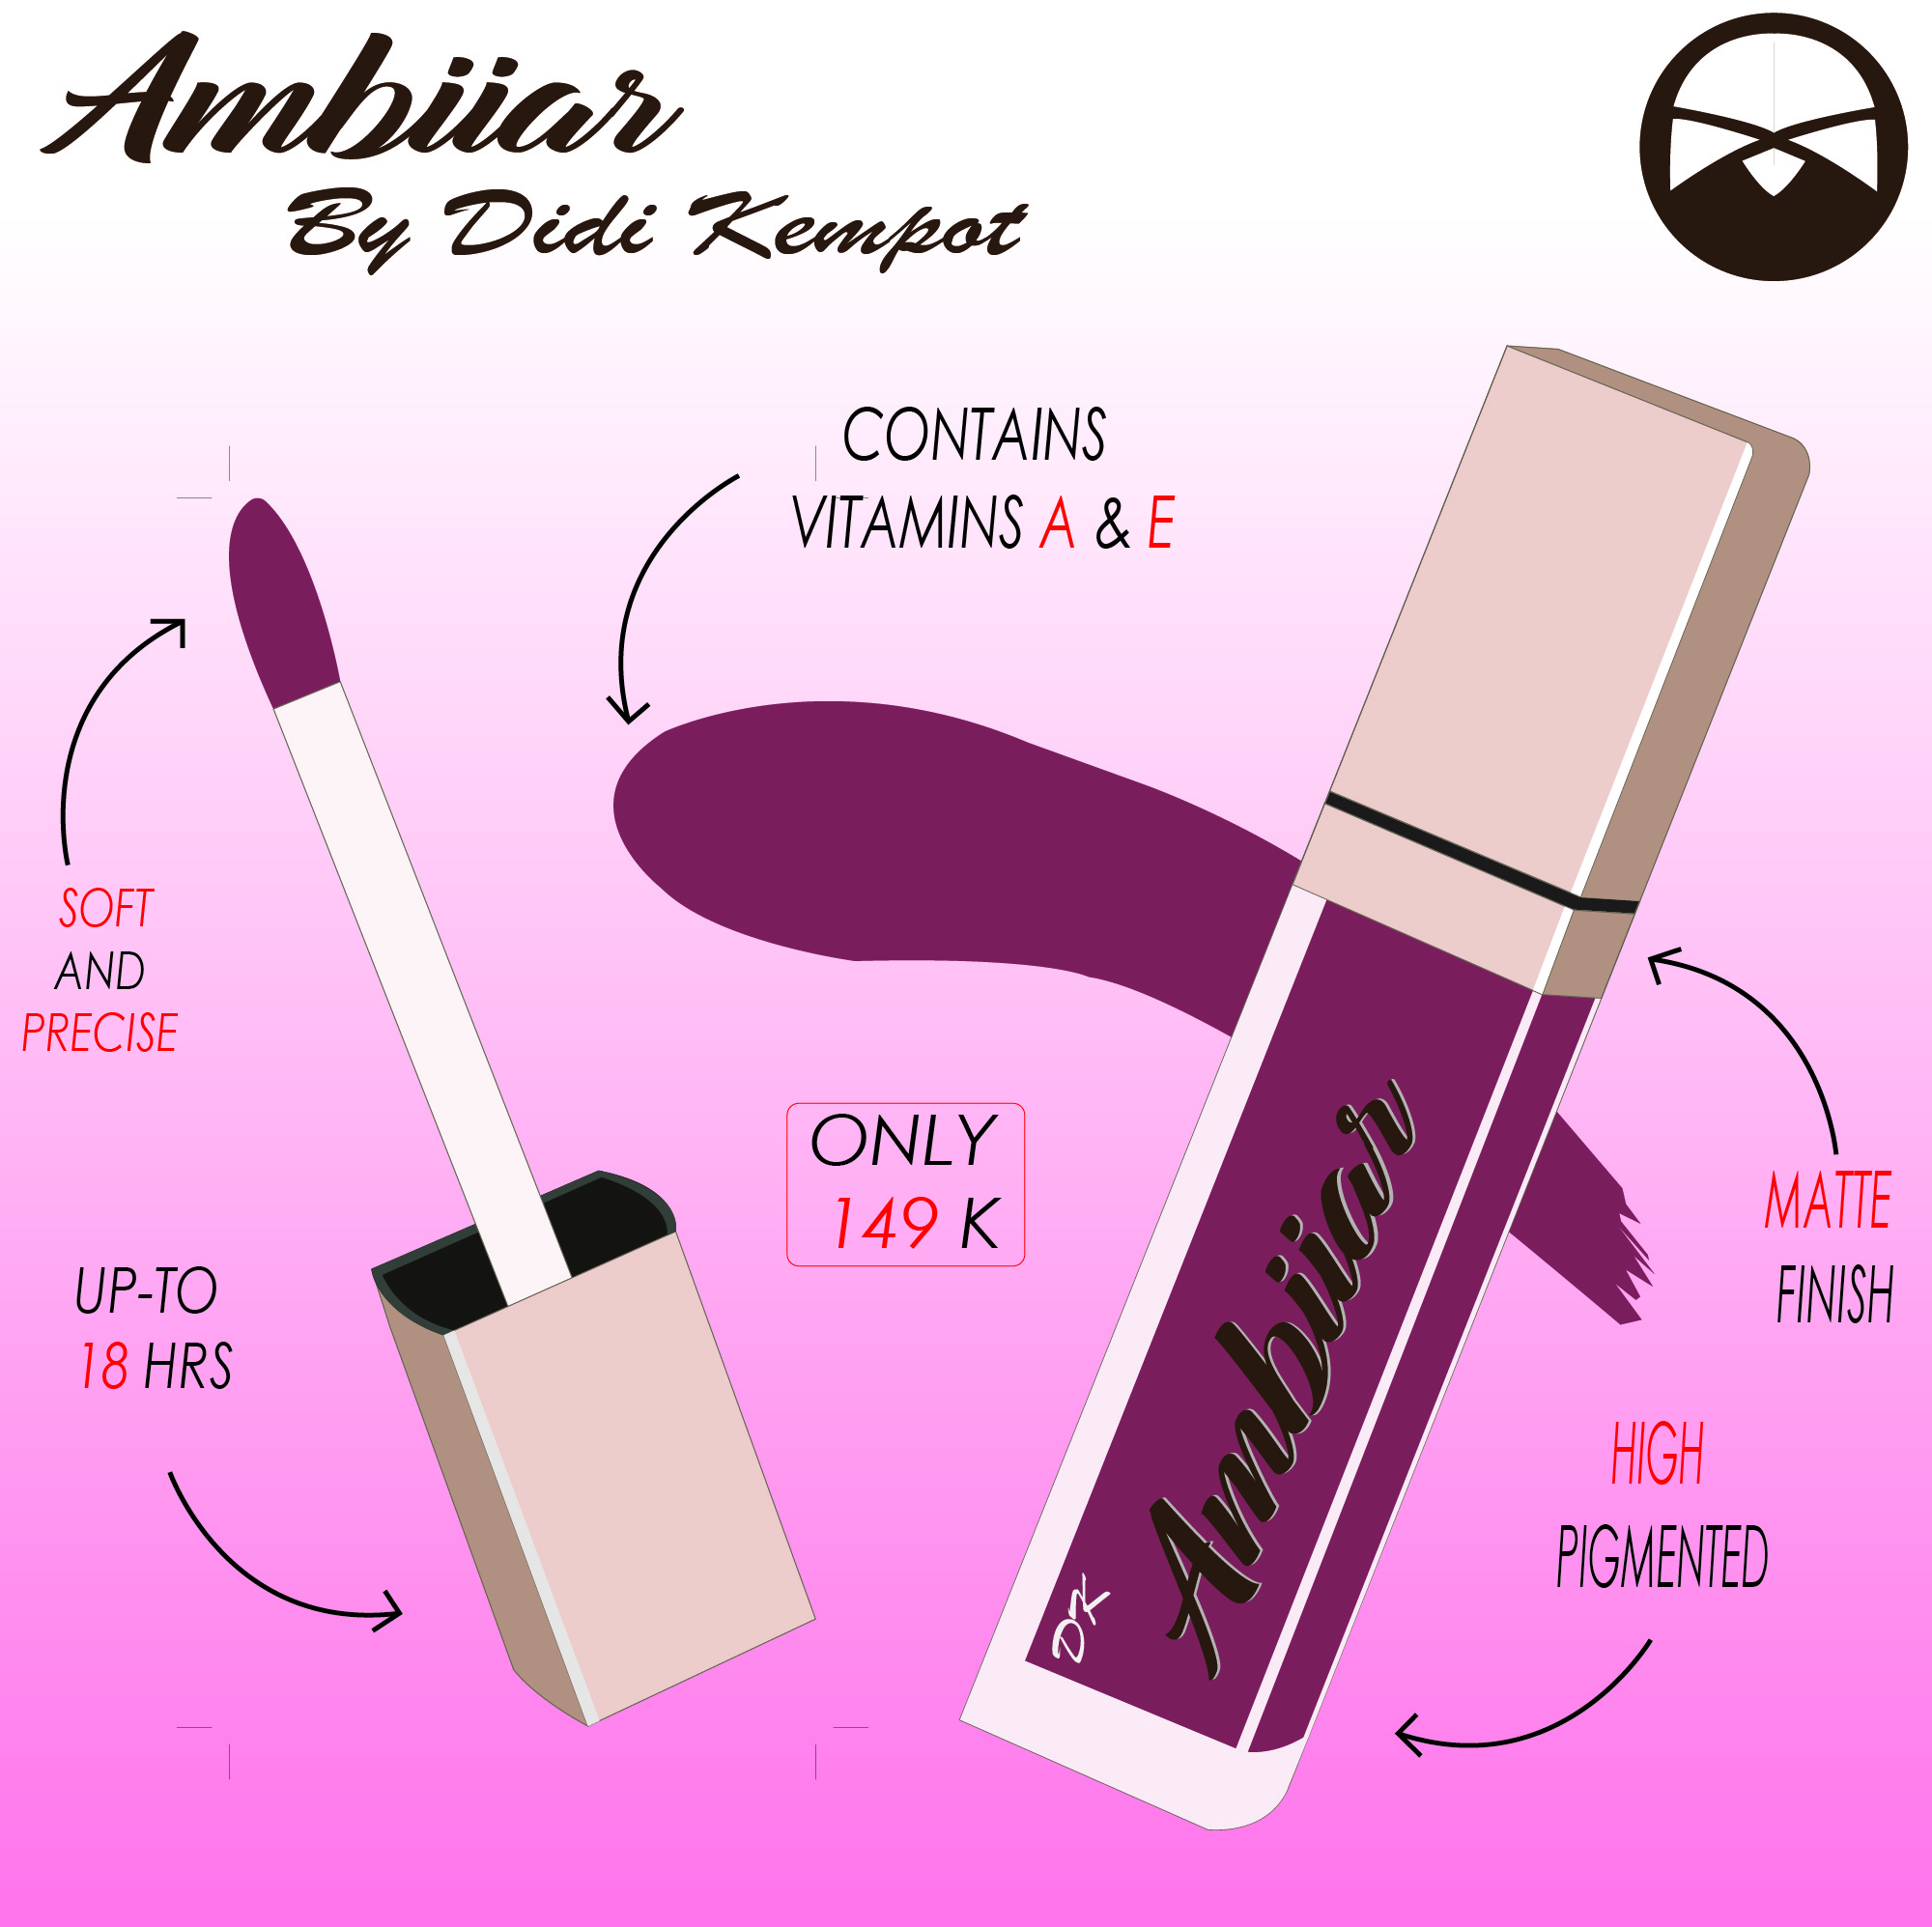 Ambiiar
By Didi Kempot
CONTAINS
VITAMINS A & E
SOFT
AND
PRECISE
ONLY
149 K
MATTE
FINISH
UP-TO
18 HRS
HIGH
PIGMENTED
Ambiiar
DK